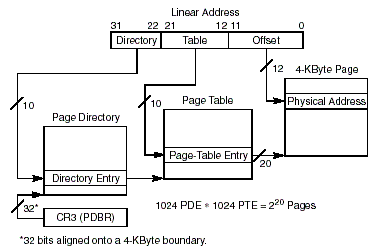 Linear Address
31 22 21 12 11 0
Directory Table Offset
12 4-KByte Page
10 10 Page Table Physical Address
Page Directory
Page-Table Entry 20
Directory Entry
1024 PDE * 1024 PTE = 2²⁰ Pages
32*
CR3 (PDBR)
*32 bits aligned onto a 4-KByte boundary.